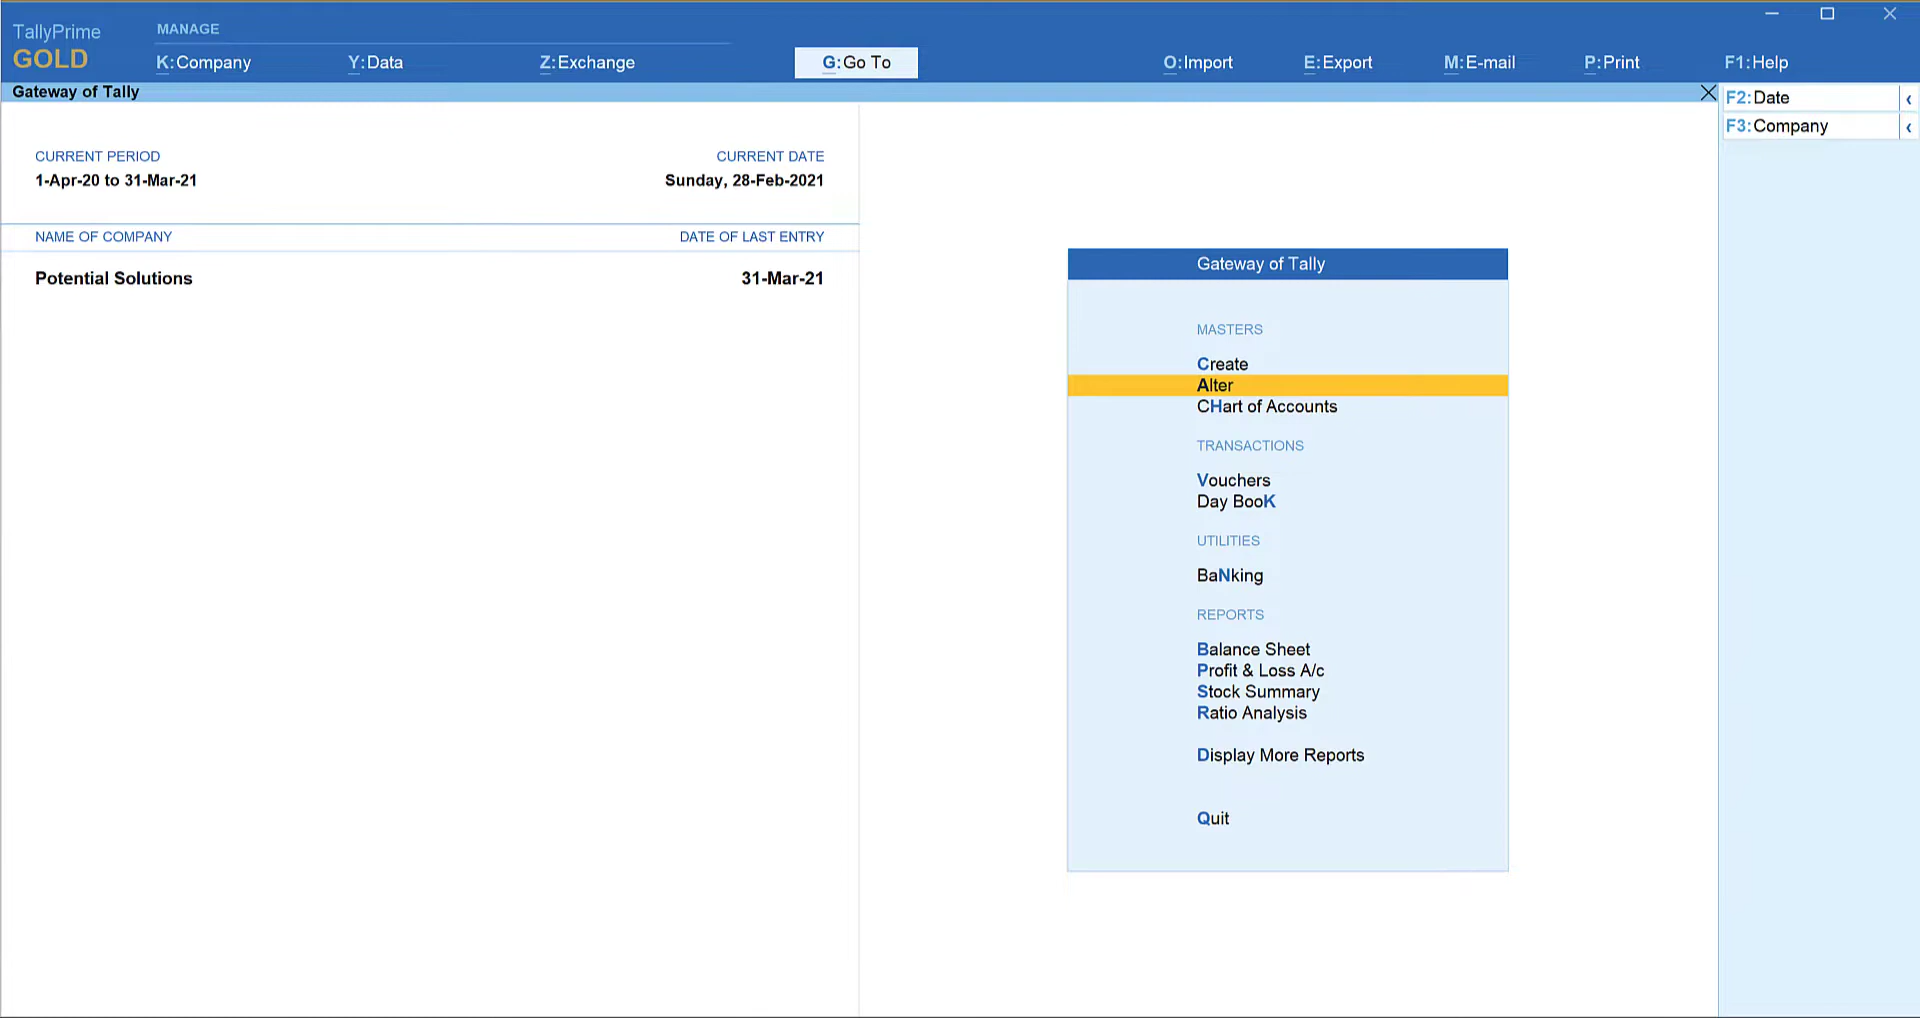 TallyPrime
GOLD
MANAGE
K:Company
Y:Data
Z:Exchange
G:Go To
O:Import
E:Export
M:E-mail
P:Print
F1:Help
Gateway of Tally
F2:Date
F3:Company
CURRENT PERIOD
CURRENT DATE
1-Apr-20 to 31-Mar-21
Sunday, 28-Feb-2021
NAME OF COMPANY
DATE OF LAST ENTRY
Potential Solutions
31-Mar-21
Gateway of Tally
MASTERS
Create
Alter
CHart of Accounts
TRANSACTIONS
Vouchers
Day BooK
UTILITIES
BaNking
REPORTS
Balance Sheet
Profit & Loss A/c
Stock Summary
Ratio Analysis
Display More Reports
Quit